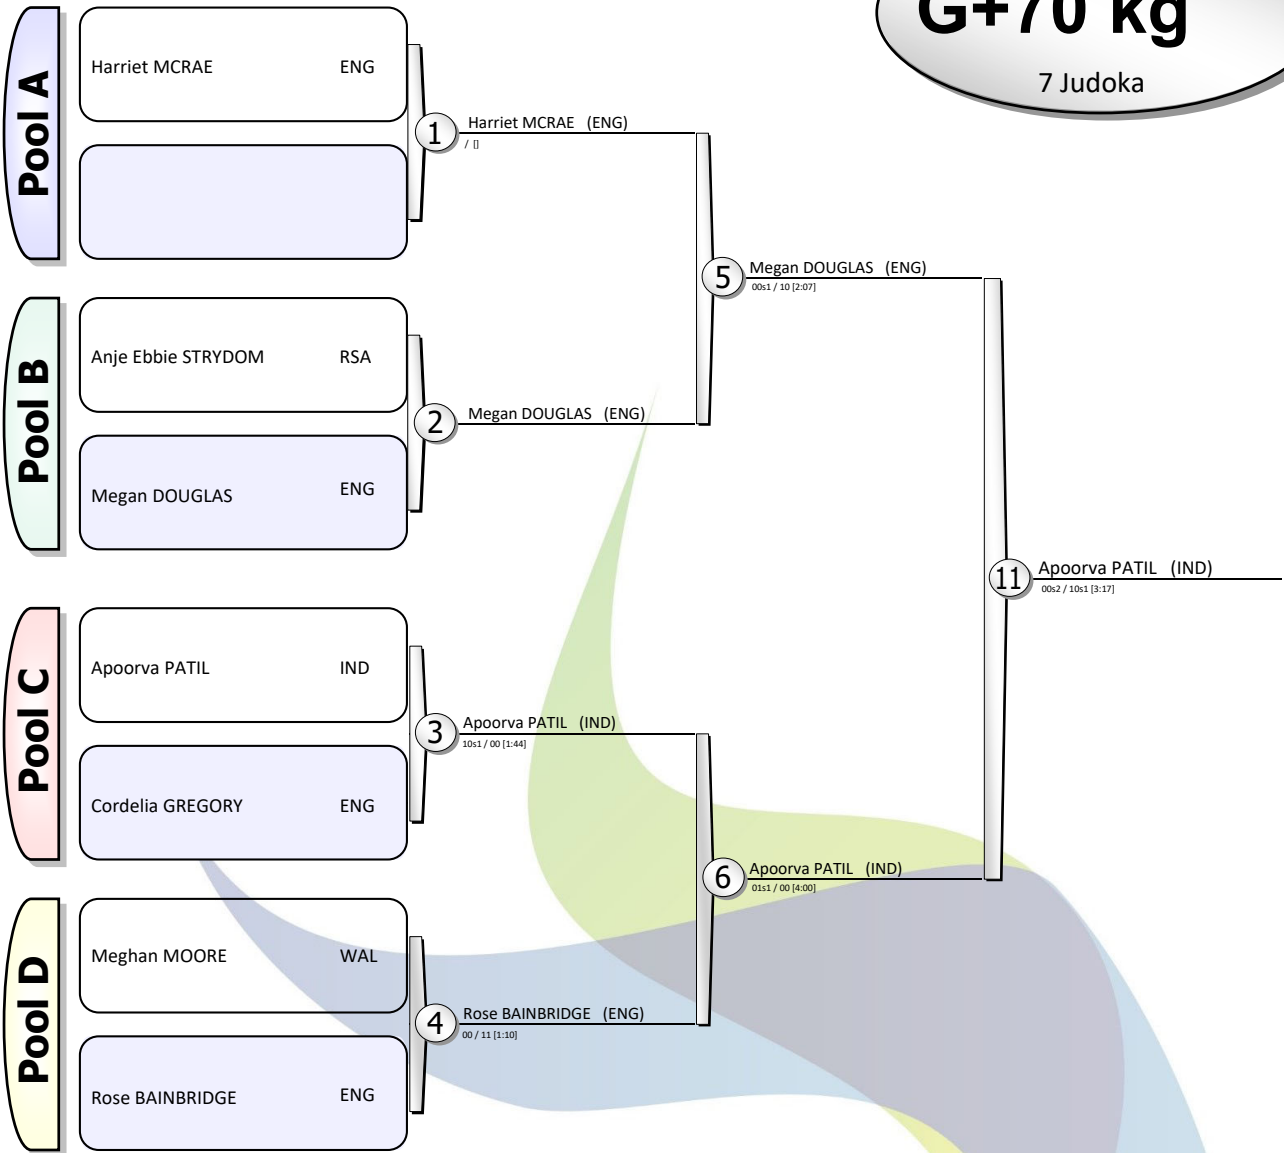 G+70 kg
7 Judoka
Pool A
Harriet MCRAE ENG
1 Harriet MCRAE (ENG)
/ []
5 Megan DOUGLAS (ENG)
00s1 / 10 [2:07]
Pool B
Anje Ebbie STRYDOM RSA
2 Megan DOUGLAS (ENG)
Megan DOUGLAS ENG
11 Apoorva PATIL (IND)
00s2 / 10s1 [3:17]
Pool C
Apoorva PATIL IND
3 Apoorva PATIL (IND)
10s1 / 00 [1:44]
Cordelia GREGORY ENG
6 Apoorva PATIL (IND)
01s1 / 00 [4:00]
Pool D
Meghan MOORE WAL
4 Rose BAINBRIDGE (ENG)
00 / 11 [1:10]
Rose BAINBRIDGE ENG